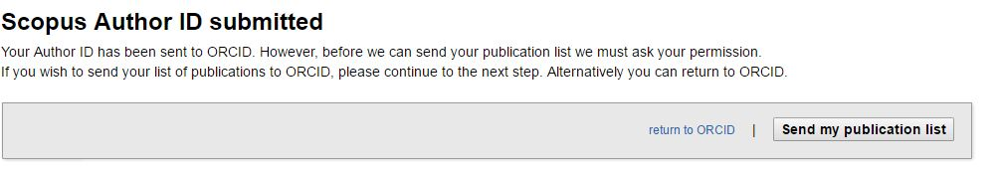 Scopus Author ID submitted
Your Author ID has been sent to ORCID. However, before we can send your publication list we must ask your permission.
If you wish to send your list of publications to ORCID, please continue to the next step. Alternatively you can return to ORCID.
return to ORCID | Send my publication list